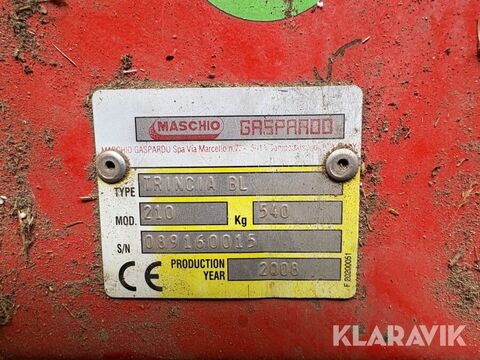 MASCHIO GASPARDO
MASCHIO GASPARDO Spa Via Marcello n.
TYPE TRINCIA BL
MOD. 210 Kg 540
S/N 089160015
CE PRODUCTION YEAR 2008
F 20200051
KLARAVIK